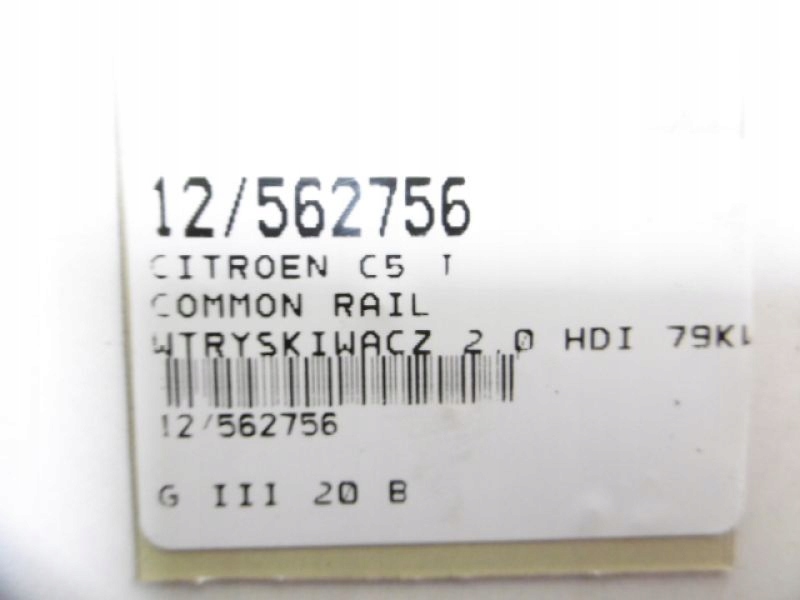 12/562756
CITROEN C5 I
COMMON RAIL
WTRYSKIWACZ 2.0 HDI 79KW
12/562756
G III 20 B